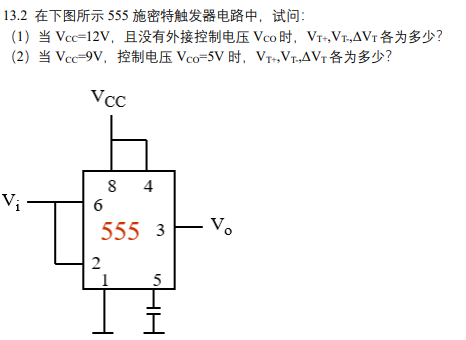 13.2 在下图所示 555 施密特触发器电路中，试问：
（1）当 Vcc=12V，且没有外接控制电压 Vco 时，VT+,VT-,ΔVT 各为多少？
（2）当 Vcc=9V，控制电压 Vco=5V 时，VT+,VT-,ΔVT 各为多少？
VCC
8 4
Vi
6
555 3 Vo
2
1 5